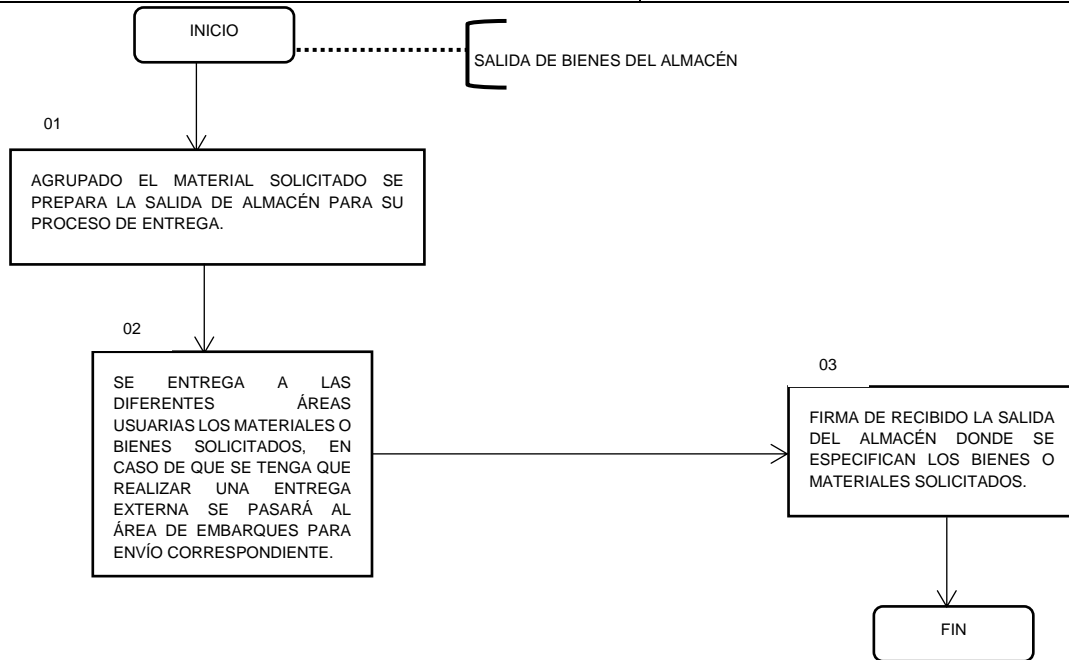 INICIO
SALIDA DE BIENES DEL ALMACÉN
01
AGRUPADO EL MATERIAL SOLICITADO SE
PREPARA LA SALIDA DE ALMACÉN PARA SU
PROCESO DE ENTREGA.
02
SE ENTREGA A LAS
DIFERENTES ÁREAS
USUARIAS LOS MATERIALES O
BIENES SOLICITADOS, EN
CASO DE QUE SE TENGA QUE
REALIZAR UNA ENTREGA
EXTERNA SE PASARÁ AL
ÁREA DE EMBARQUES PARA
ENVÍO CORRESPONDIENTE.
03
FIRMA DE RECIBIDO LA SALIDA
DEL ALMACÉN DONDE SE
ESPECIFICAN LOS BIENES O
MATERIALES SOLICITADOS.
FIN